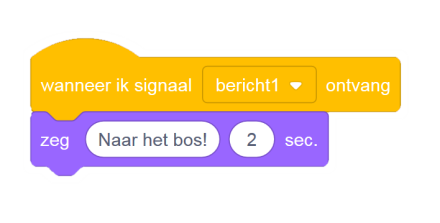 wanneer ik signaal bericht1 ontvang
zeg Naar het bos! 2 sec.